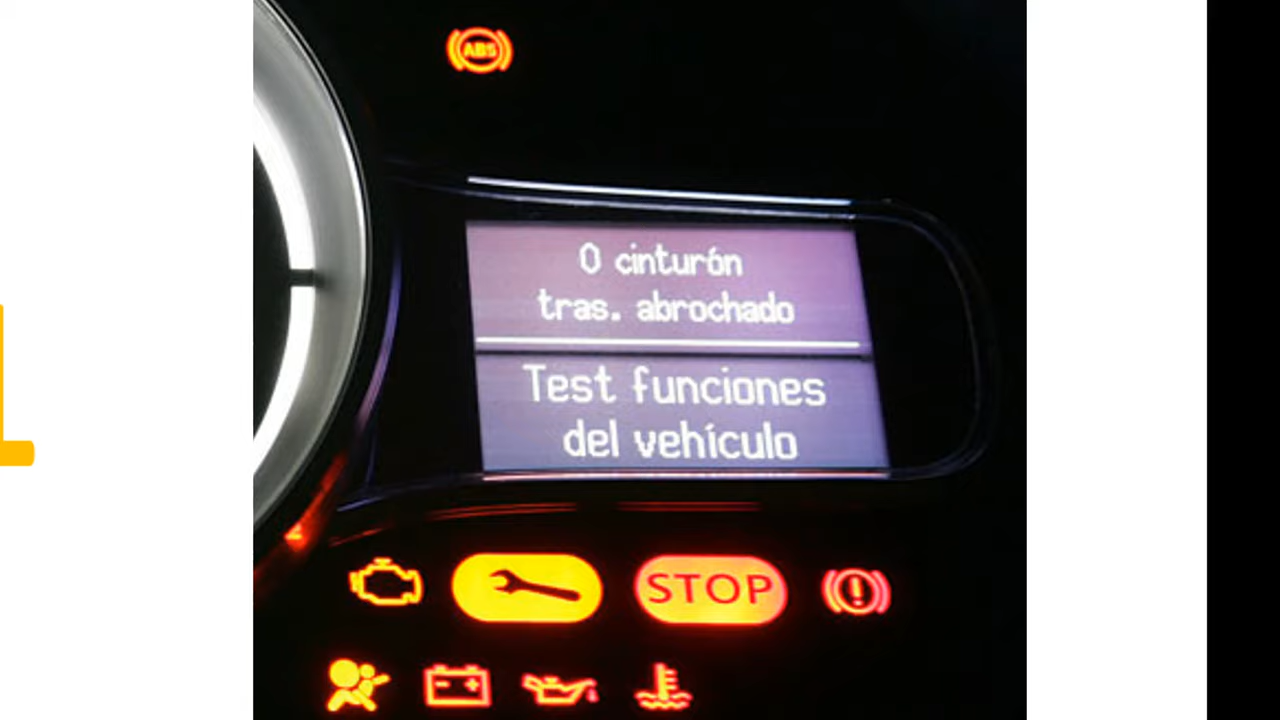 ABS
0 cinturón
tras. abrochado
Test funciones
del vehículo
STOP